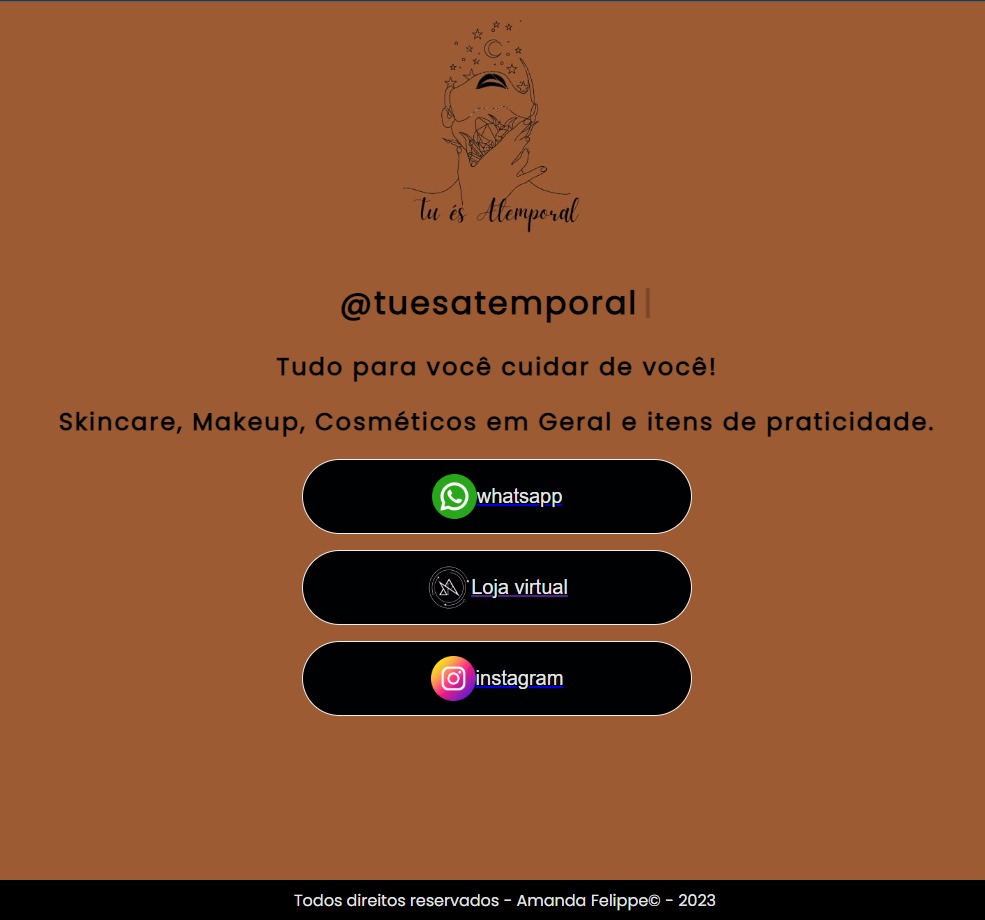 Tu és Atemporal
@tuesatemporal
Tudo para você cuidar de você!
Skincare, Makeup, Cosméticos em Geral e itens de praticidade.
whatsapp
Loja virtual
instagram
Todos direitos reservados - Amanda Felippe© - 2023